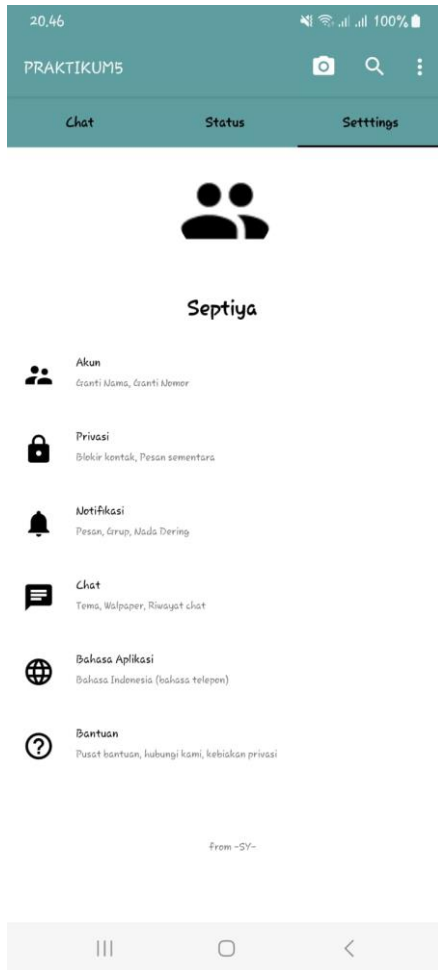 20.46
100%
PRAKTIKUM5
Chat
Status
Setttings
Septiya
Akun
Ganti Nama, Ganti Nomor
Privasi
Blokir kontak, Pesan sementara
Notifikasi
Pesan, Grup, Nada Dering
Chat
Tema, Walpaper, Riwayat chat
Bahasa Aplikasi
Bahasa Indonesia (bahasa telepon)
Bantuan
Pusat bantuan, hubungi kami, kebiakan privasi
from ~SY~